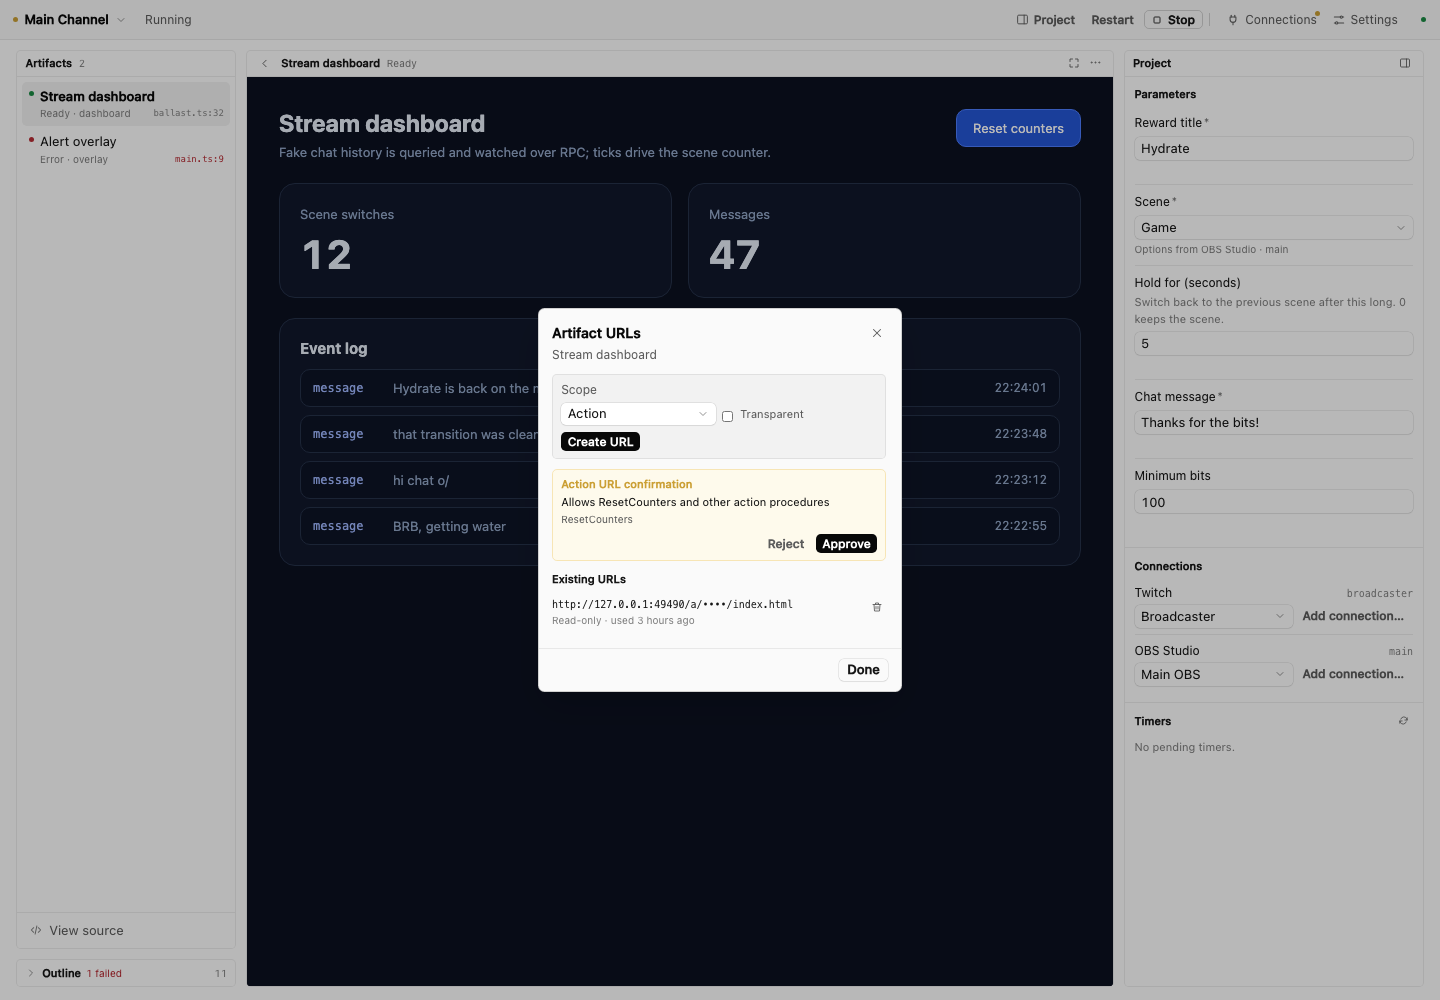 Main Channel
Running
Project
Restart
Stop
Connections
Settings
Artifacts 2
Stream dashboard
Ready · dashboard
ballast.ts:32
Alert overlay
Error · overlay
main.ts:9
View source
Outline 1 failed 11
Stream dashboard Ready
Stream dashboard
Fake chat history is queried and watched over RPC; ticks drive the scene counter.
Reset counters
Scene switches
12
Messages
47
Event log
message Hydrate is back on the 22:24:01
message that transition was clear 22:23:48
message hi chat o/ 22:23:12
message BRB, getting water 22:22:55
Artifact URLs
Stream dashboard
Scope
Action
Transparent
Create URL
Action URL confirmation
Allows ResetCounters and other action procedures
ResetCounters
Reject
Approve
Existing URLs
http://127.0.0.1:49490/a/••••/index.html
Read-only · used 3 hours ago
Done
Project
Parameters
Reward title*
Hydrate
Scene*
Game
Options from OBS Studio · main
Hold for (seconds)
Switch back to the previous scene after this long. 0
keeps the scene.
5
Chat message*
Thanks for the bits!
Minimum bits
100
Connections
Twitch broadcaster
Broadcaster
Add connection...
OBS Studio main
Main OBS
Add connection...
Timers
No pending timers.